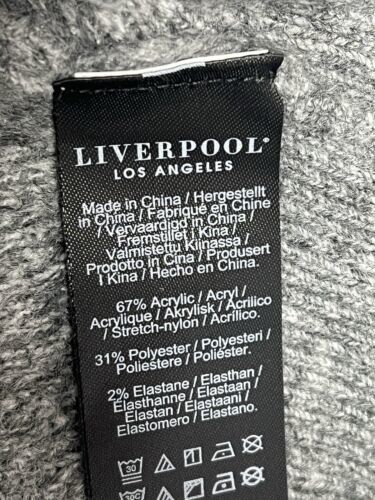 LIVERPOOL
LOS ANGELES
Made in China / Hergestellt
in China / Fabriqué en Chine
/ Vervaardigd in China /
Fremstillet i Kina /
Valmistettu Kiinassa /
Prodotto in Cina / Produsert
i Kina / Hecho en China.
67% Acrylic / Acryl /
Acrylique / Akrylisk / Acrilico
/ Stretch-nylon / Acrílico.
31% Polyester / Polyesteri /
Poliestere / Poliéster.
2% Elastane / Elasthan /
Elasthanne / Elastaan /
Elastan / Elastaani /
Elastomero / Elastano.
30
30C